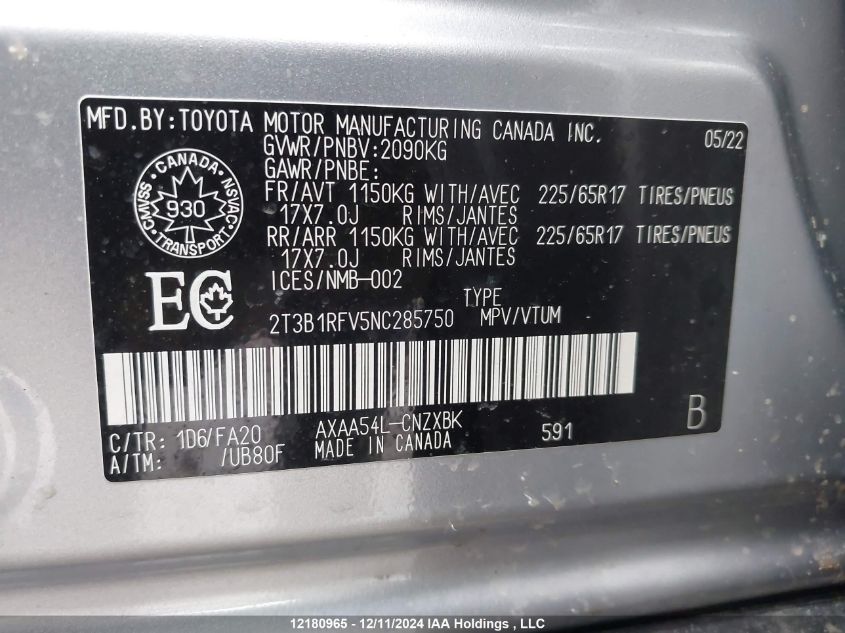 MFD.BY:TOYOTA MOTOR MANUFACTURING CANADA INC. 05/22
GVWR/PNBV:2090KG
GAWR/PNBE:
FR/AVT 1150KG WITH/AVEC 225/65R17 TIRES/PNEUS
17X7.0J RIMS/JANTES
RR/ARR 1150KG WITH/AVEC 225/65R17 TIRES/PNEUS
17X7.0J RIMS/JANTES
ICES/NMB-002
CANADA
CMVSS 930 NSVAC
TRANSPORT
EC
TYPE
2T3B1RFV5NC285750 MPV/VTUM
B
C/TR: 1D6/FA20 AXAA54L-CNZXBK 591
A/TM: /UB80F MADE IN CANADA
12180965 - 12/11/2024 IAA Holdings , LLC